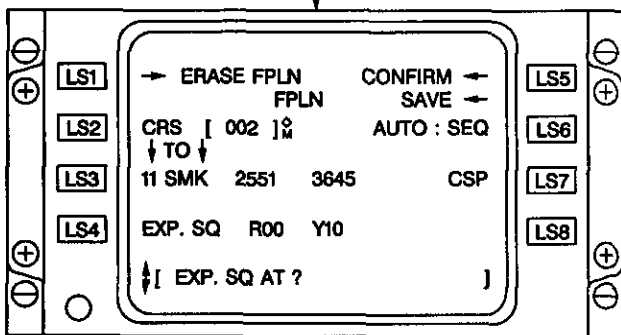 LS1 → ERASE FPLN CONFIRM ← LS5
FPLN SAVE ←
LS2 CRS [ 002 ]°M AUTO : SEQ LS6
↓ TO ↓
LS3 11 SMK 2551 3645 CSP LS7
LS4 EXP. SQ R00 Y10 LS8
↕[ EXP. SQ AT ? ]